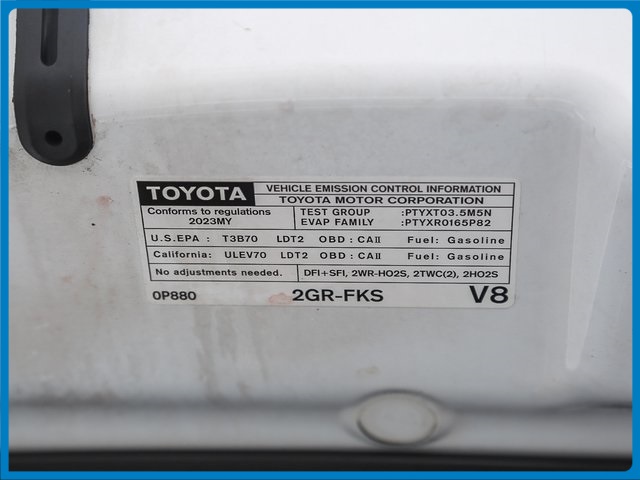 TOYOTA
VEHICLE EMISSION CONTROL INFORMATION
TOYOTA MOTOR CORPORATION
Conforms to regulations
2023MY
TEST GROUP :PTYXT03.5M5N
EVAP FAMILY :PTYXR0165P82
U.S.EPA : T3B70 LDT2 OBD : CAII Fuel: Gasoline
California: ULEV70 LDT2 OBD : CAII Fuel: Gasoline
No adjustments needed.
DFI+SFI, 2WR-HO2S, 2TWC(2), 2HO2S
0P880 2GR-FKS V8